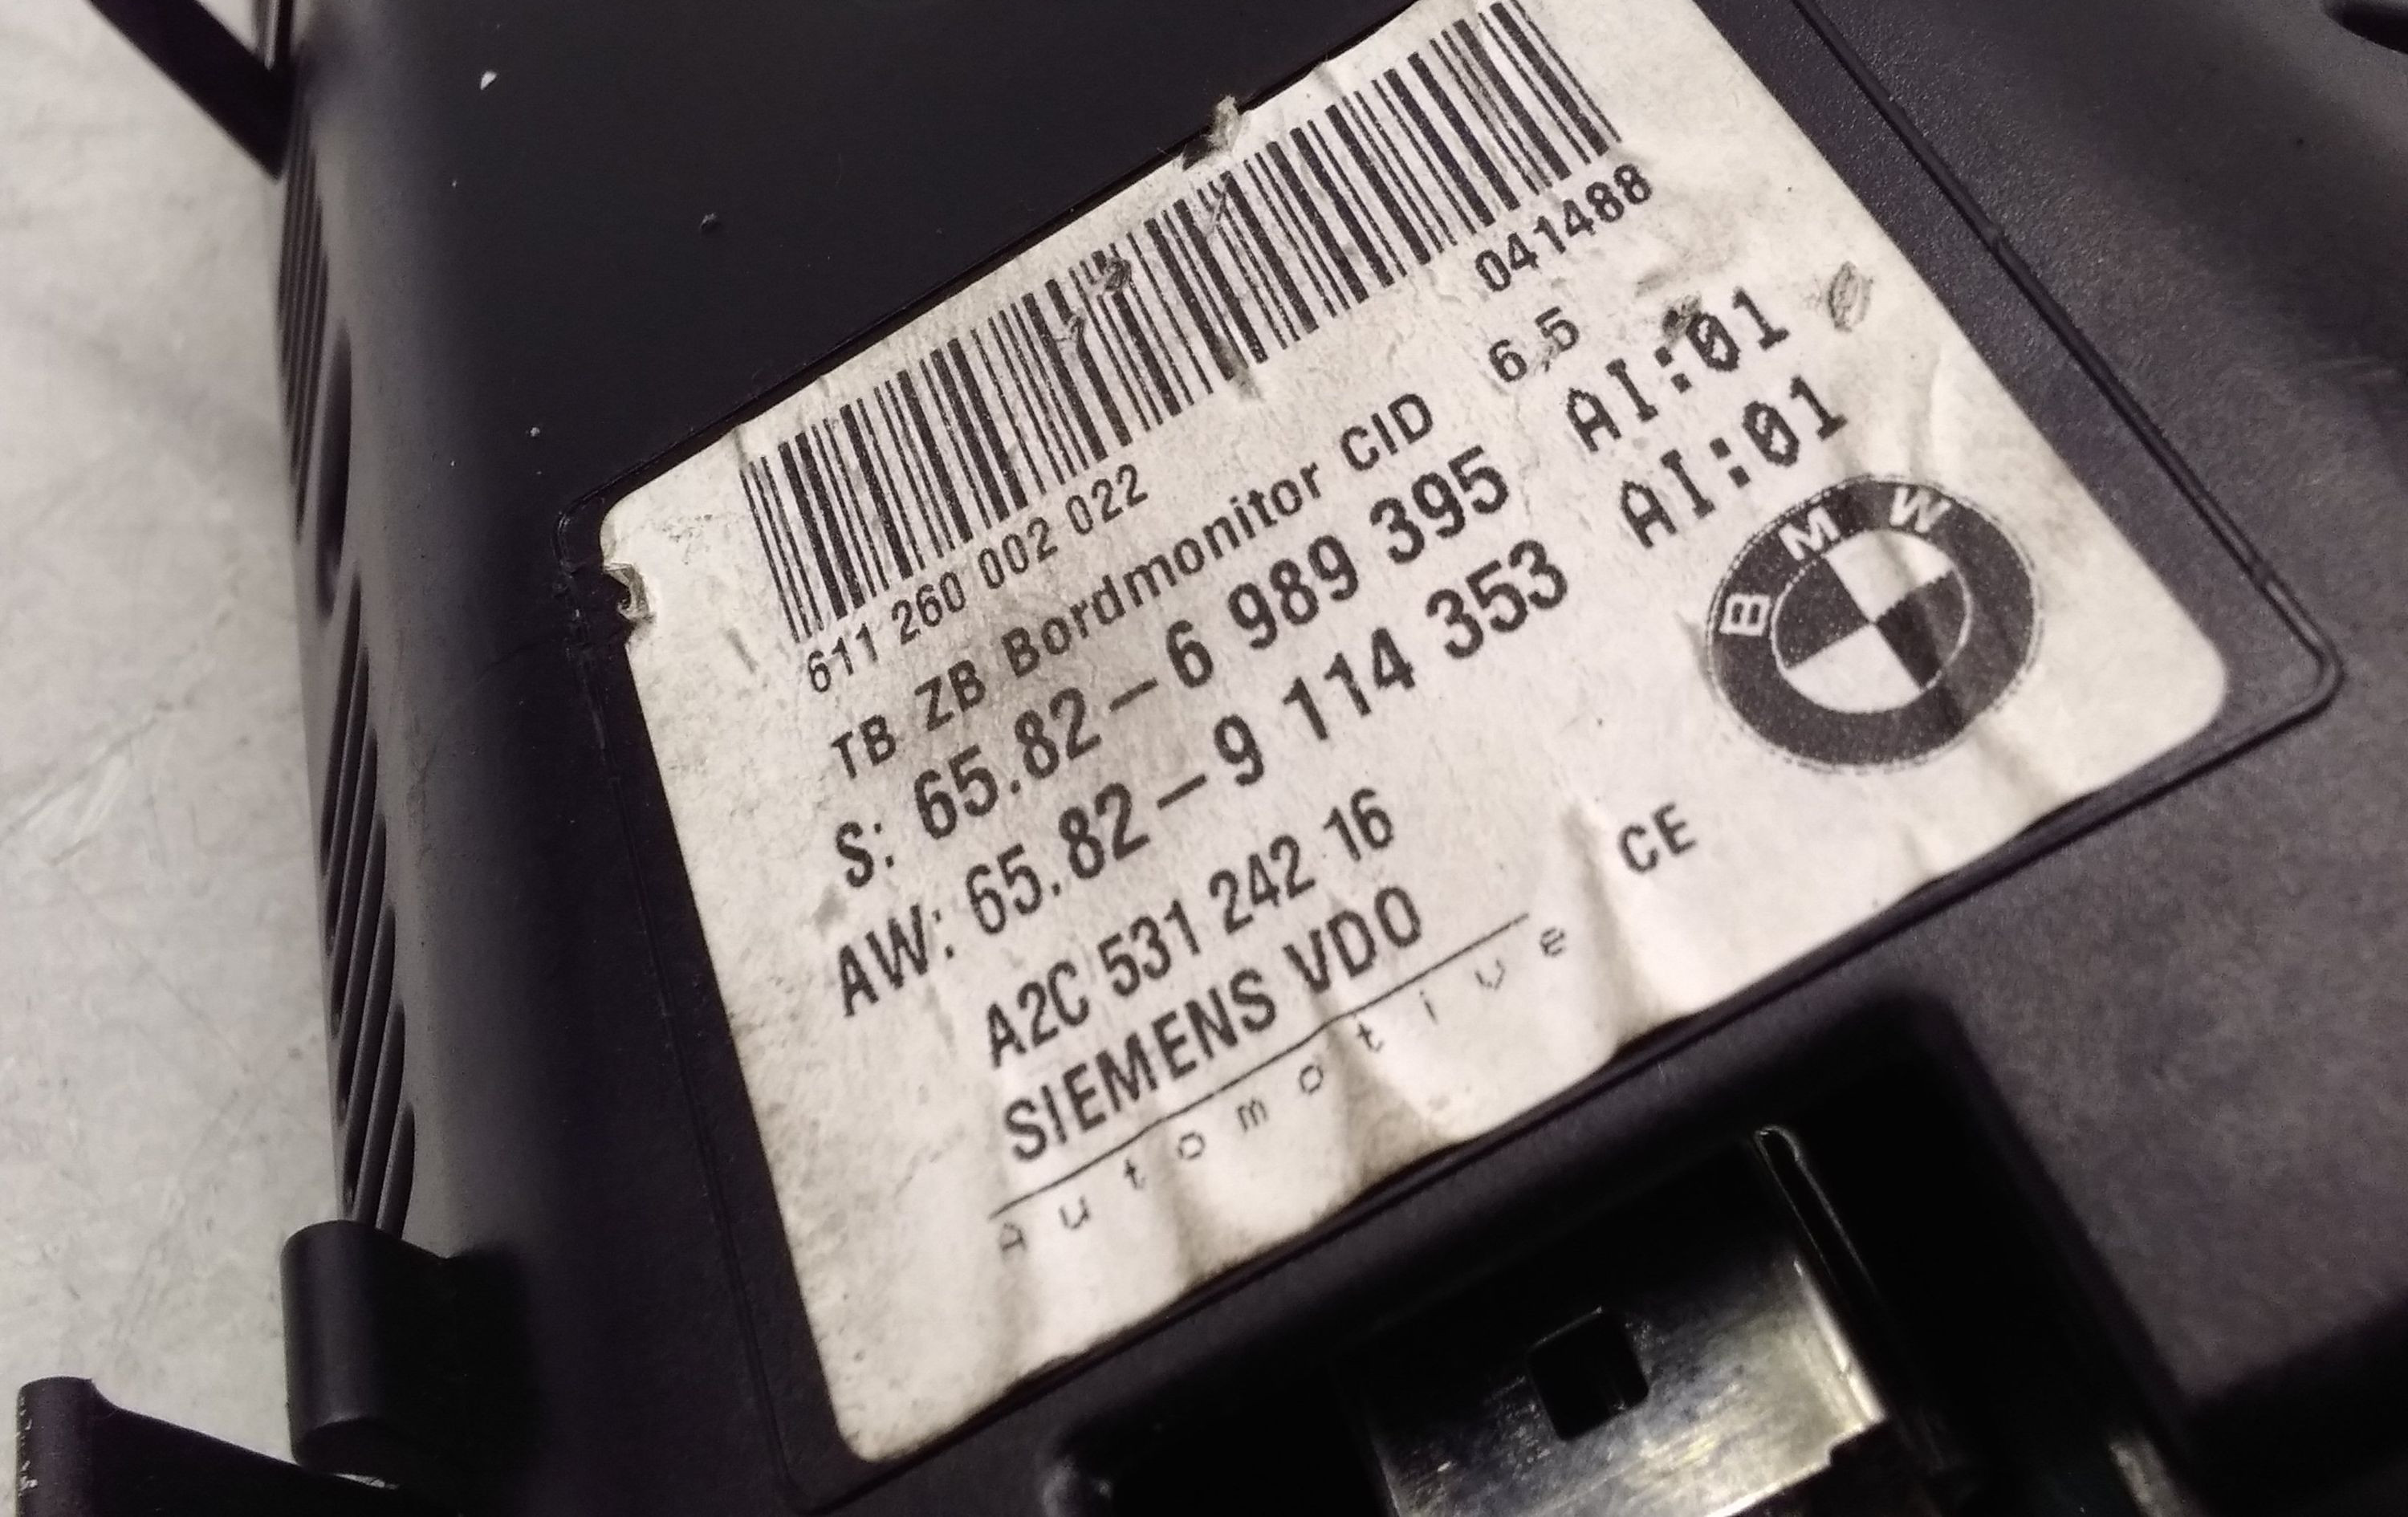 611 260 002 022 041488
TB ZB Bordmonitor CID 6,5
S: 65.82-6 989 395 AI:01
AW: 65.82-9 114 353 AI:01
A2C 531 242 16
SIEMENS VDO
Automotive
CE
BMW